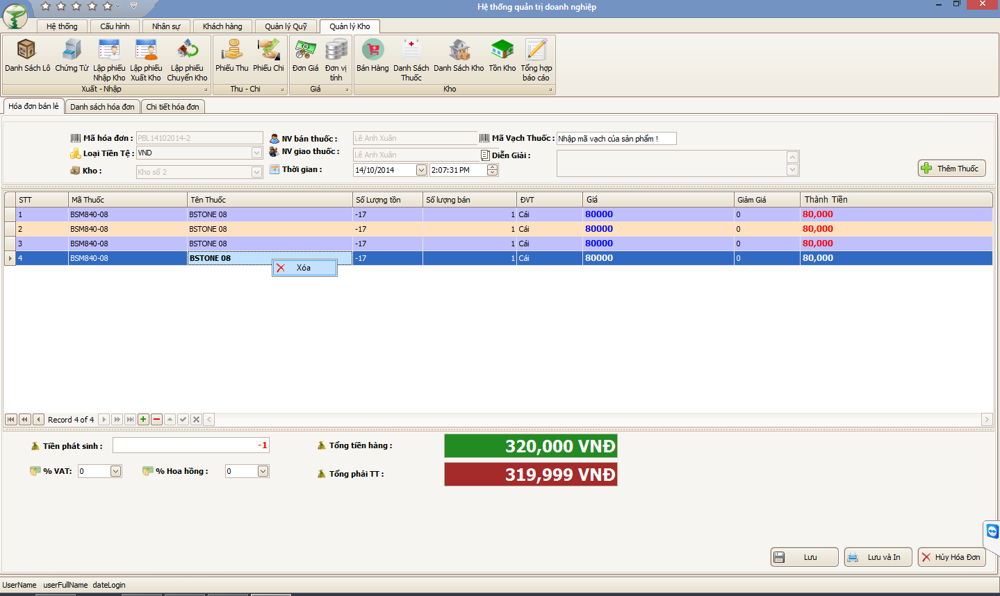 Hệ thống quản trị doanh nghiệp
Hệ thống Cấu hình Nhân sự Khách hàng Quản lý Quỹ Quản lý Kho
Danh Sách Lô Chứng Từ Lập phiếu Nhập Kho Lập phiếu Xuất Kho Lập phiếu Chuyển Kho Phiếu Thu Phiếu Chi Đơn Giá Đơn vị tính Bán Hàng Danh Sách Thuốc Danh Sách Kho Tồn Kho Tổng hợp báo cáo
Xuất - Nhập Thu - Chi Giá Kho
Hóa đơn bán lẻ Danh sách hóa đơn Chi tiết hóa đơn
Mã hóa đơn : PBL14102014-2 NV bán thuốc : Lê Anh Xuân Mã Vạch Thuốc : Nhập mã vạch của sản phẩm !
Loại Tiền Tệ : VND NV giao thuốc : Lê Anh Xuân Diễn Giải :
Kho : Kho số 2 Thời gian : 14/10/2014 2:07:31 PM Thêm Thuốc
STT Mã Thuốc Tên Thuốc Số Lượng tồn Số lượng bán ĐVT Giá Giảm Giá Thành Tiền
1 BSM840-08 BSTONE 08 -17 1 Cái 80000 0 80,000
2 BSM840-08 BSTONE 08 -17 1 Cái 80000 0 80,000
3 BSM840-08 BSTONE 08 -17 1 Cái 80000 0 80,000
4 BSM840-08 BSTONE 08 -17 1 Cái 80000 0 80,000
Xóa
Record 4 of 4
Tiền phát sinh : -1 Tổng tiền hàng : 320,000 VNĐ
% VAT: 0 % Hoa hồng : 0 Tổng phải TT : 319,999 VNĐ
Lưu Lưu và In Hủy Hóa Đơn
UserName userFullName dateLogin